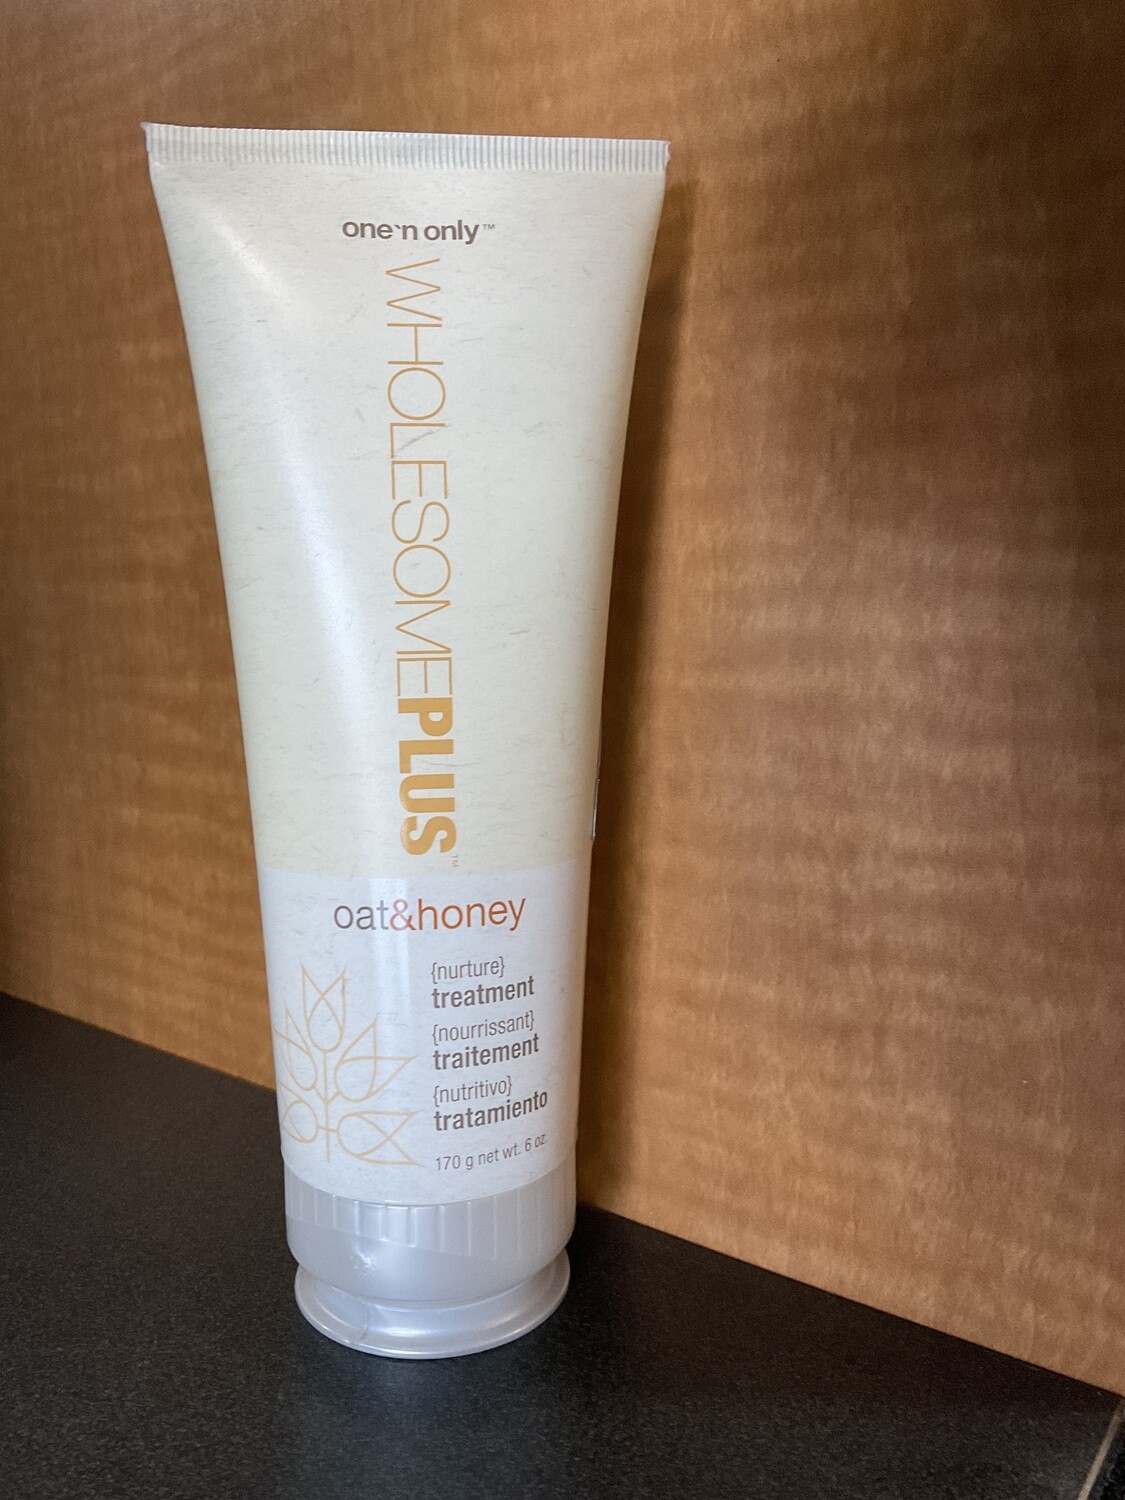 one`n only™
WHOLESOMEPLUS™
oat&honey
{nurture}
treatment
{nourrissant}
traitement
{nutritivo}
tratamiento
170 g net wt. 6 oz.